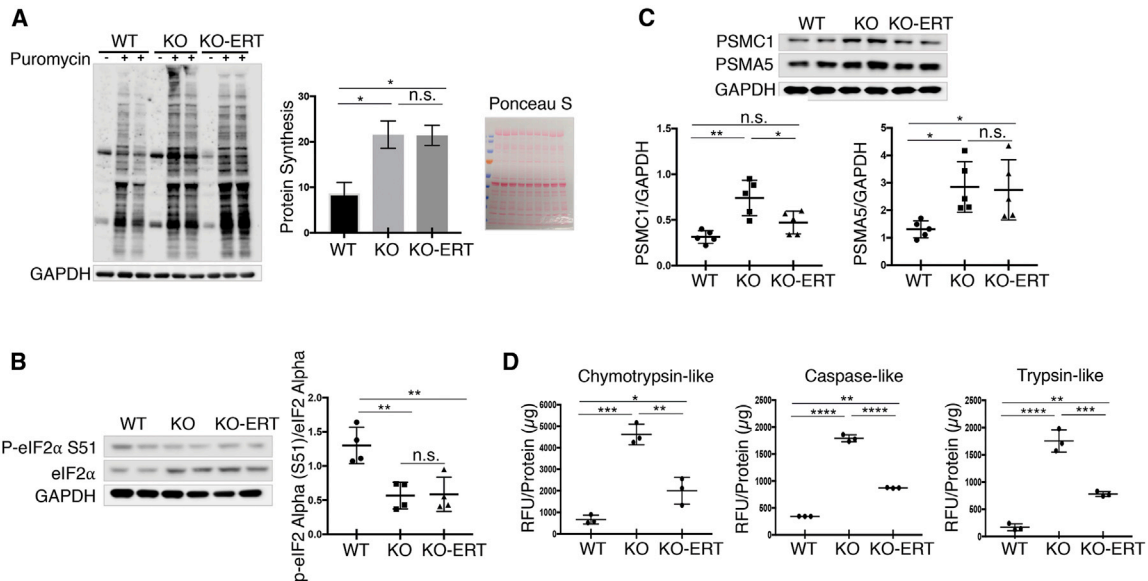 A
WT KO KO-ERT
Puromycin - + + - + + - + +
GAPDH
Protein Synthesis
30
20
10
0
*
* n.s.
WT KO KO-ERT
Ponceau S
B
WT KO KO-ERT
P-eIF2α S51
eIF2α
GAPDH
p-eIF2 Alpha (S51)/eIF2 Alpha
2.0
1.5
1.0
0.5
0.0
**
**
n.s.
WT KO KO-ERT
C
WT KO KO-ERT
PSMC1
PSMA5
GAPDH
PSMC1/GAPDH
1.5
1.0
0.5
0.0
n.s.
** *
WT KO KO-ERT
PSMA5/GAPDH
5
4
3
2
1
0
*
* n.s.
WT KO KO-ERT
D
Chymotrypsin-like
RFU/Protein (µg)
6000
5000
4000
3000
2000
1000
0
*
*** **
WT KO KO-ERT
Caspase-like
RFU/Protein (µg)
2500
2000
1500
1000
500
0
**
**** ****
WT KO KO-ERT
Trypsin-like
RFU/Protein (µg)
2500
2000
1500
1000
500
0
**
**** ***
WT KO KO-ERT